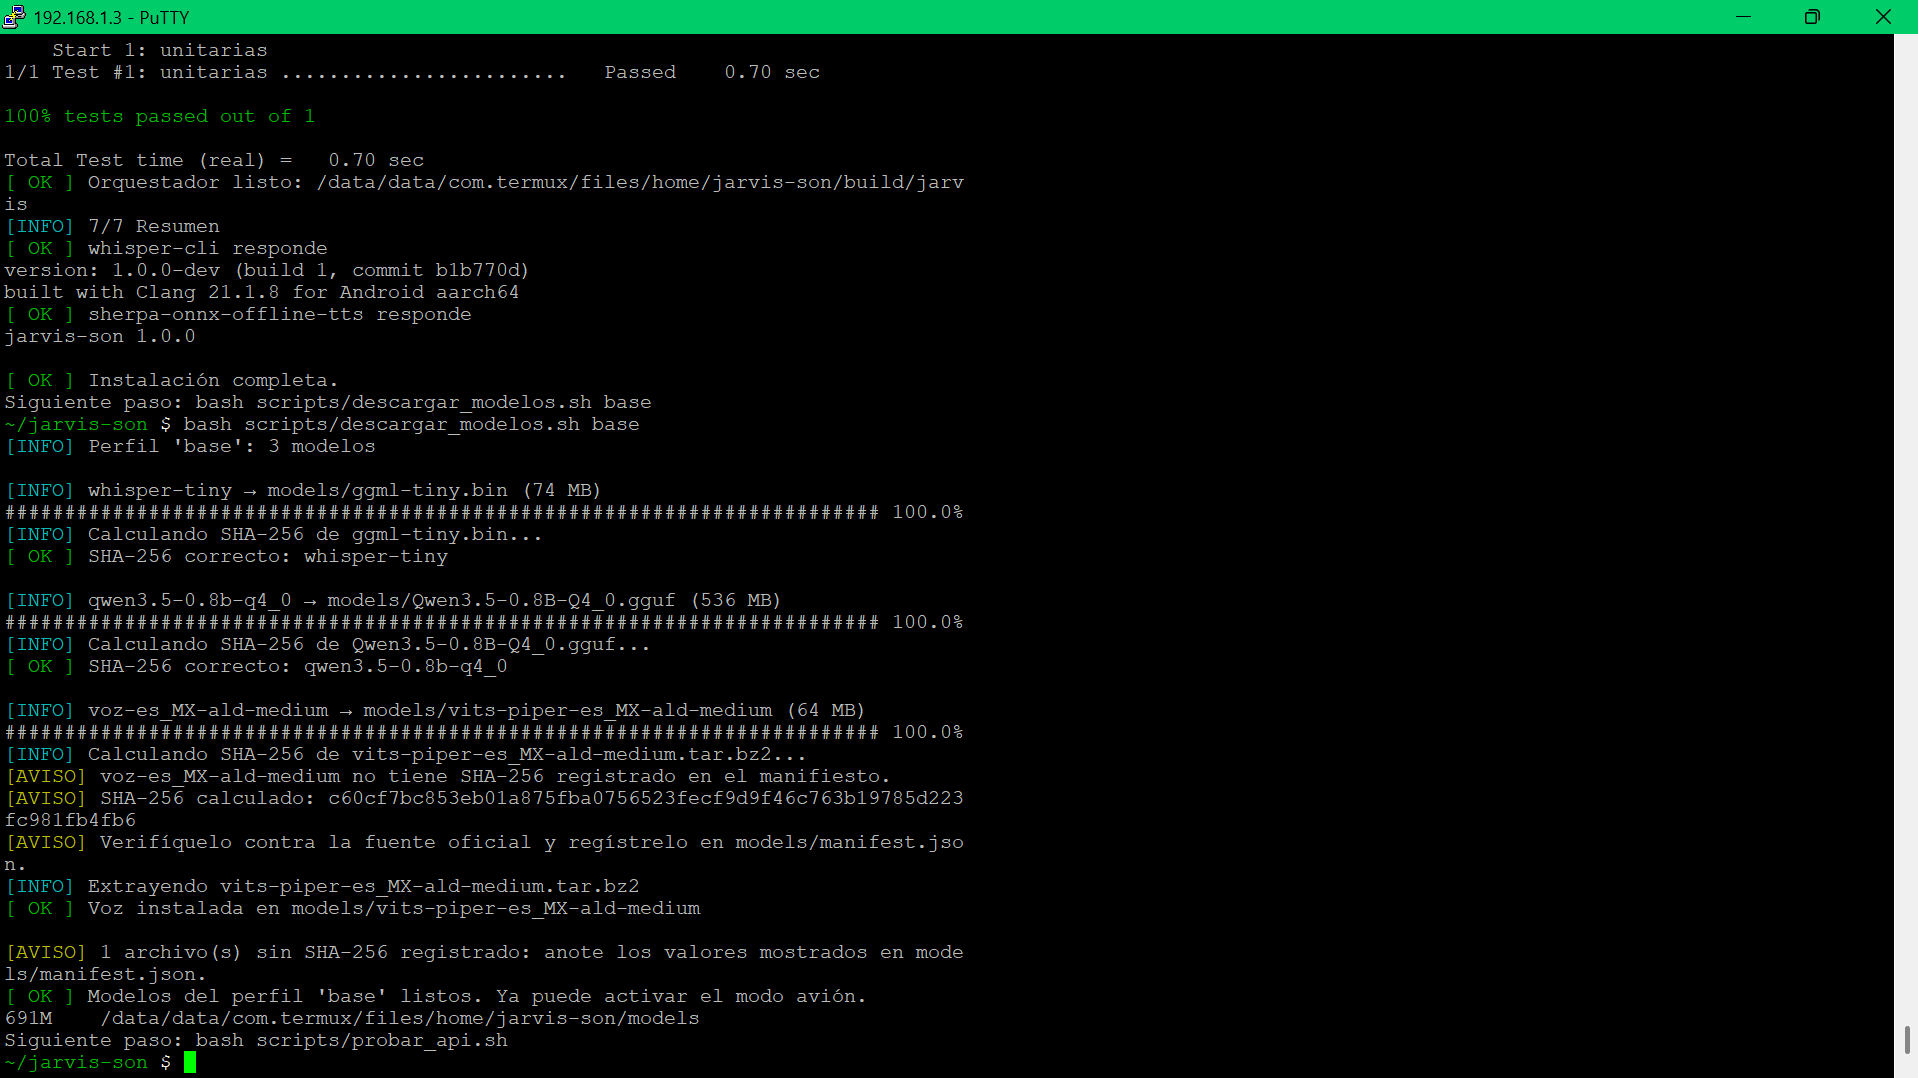 192.168.1.3 - PuTTY
Start 1: unitarias
1/1 Test #1: unitarias ........................   Passed    0.70 sec
100% tests passed out of 1
Total Test time (real) =   0.70 sec
[ OK ] Orquestador listo: /data/data/com.termux/files/home/jarvis-son/build/jarv
is
[INFO] 7/7 Resumen
[ OK ] whisper-cli responde
version: 1.0.0-dev (build 1, commit b1b770d)
built with Clang 21.1.8 for Android aarch64
[ OK ] sherpa-onnx-offline-tts responde
jarvis-son 1.0.0
[ OK ] Instalación completa.
Siguiente paso: bash scripts/descargar_modelos.sh base
~/jarvis-son $ bash scripts/descargar_modelos.sh base
[INFO] Perfil 'base': 3 modelos
[INFO] whisper-tiny → models/ggml-tiny.bin (74 MB)
######################################################################### 100.0%
[INFO] Calculando SHA-256 de ggml-tiny.bin...
[ OK ] SHA-256 correcto: whisper-tiny
[INFO] qwen3.5-0.8b-q4_0 → models/Qwen3.5-0.8B-Q4_0.gguf (536 MB)
######################################################################### 100.0%
[INFO] Calculando SHA-256 de Qwen3.5-0.8B-Q4_0.gguf...
[ OK ] SHA-256 correcto: qwen3.5-0.8b-q4_0
[INFO] voz-es_MX-ald-medium → models/vits-piper-es_MX-ald-medium (64 MB)
######################################################################### 100.0%
[INFO] Calculando SHA-256 de vits-piper-es_MX-ald-medium.tar.bz2...
[AVISO] voz-es_MX-ald-medium no tiene SHA-256 registrado en el manifiesto.
[AVISO] SHA-256 calculado: c60cf7bc853eb01a875fba0756523fecf9d9f46c763b19785d223
fc981fb4fb6
[AVISO] Verifíquelo contra la fuente oficial y regístrelo en models/manifest.jso
n.
[INFO] Extrayendo vits-piper-es_MX-ald-medium.tar.bz2
[ OK ] Voz instalada en models/vits-piper-es_MX-ald-medium
[AVISO] 1 archivo(s) sin SHA-256 registrado: anote los valores mostrados en mode
ls/manifest.json.
[ OK ] Modelos del perfil 'base' listos. Ya puede activar el modo avión.
691M    /data/data/com.termux/files/home/jarvis-son/models
Siguiente paso: bash scripts/probar_api.sh
~/jarvis-son $